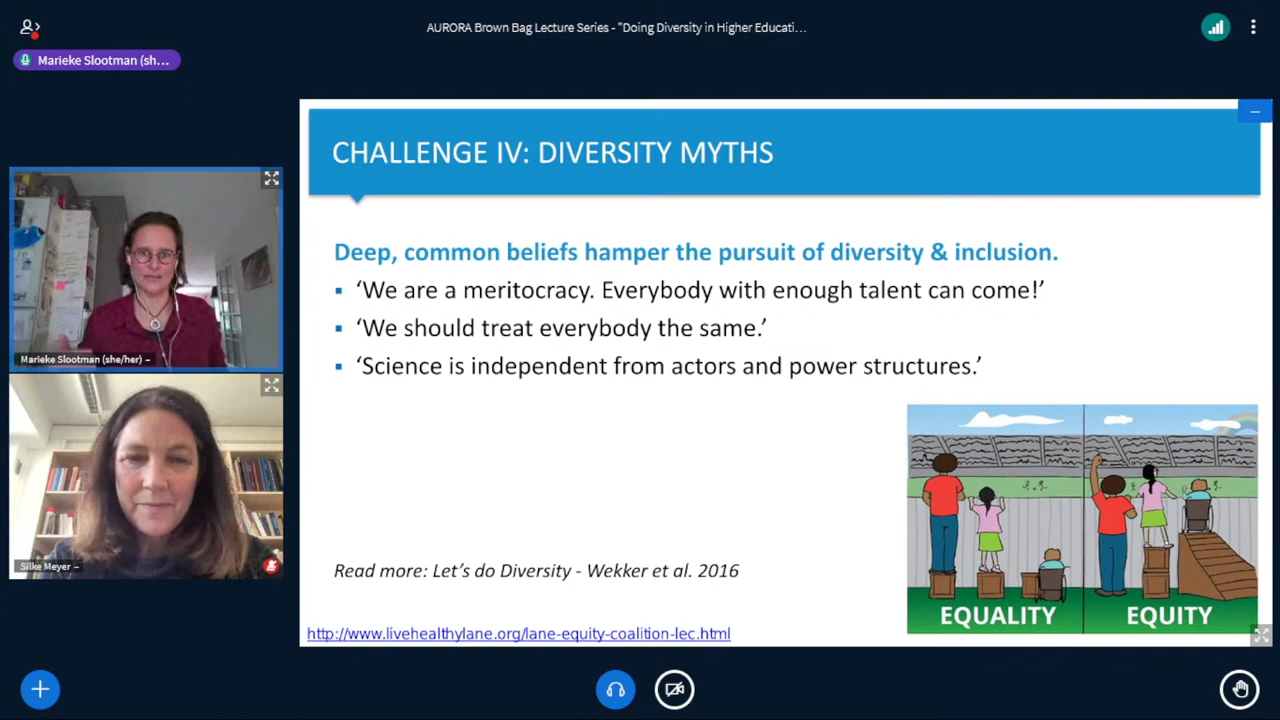 AURORA Brown Bag Lecture Series - "Doing Diversity in Higher Educati…
Marieke Slootman (sh...
CHALLENGE IV: DIVERSITY MYTHS
Deep, common beliefs hamper the pursuit of diversity & inclusion.
▪ ‘We are a meritocracy. Everybody with enough talent can come!’
▪ ‘We should treat everybody the same.’
▪ ‘Science is independent from actors and power structures.’
Marieke Slootman (she/her) –
Silke Meyer –
EQUALITY
EQUITY
Read more: Let’s do Diversity - Wekker et al. 2016
http://www.livehealthylane.org/lane-equity-coalition-lec.html